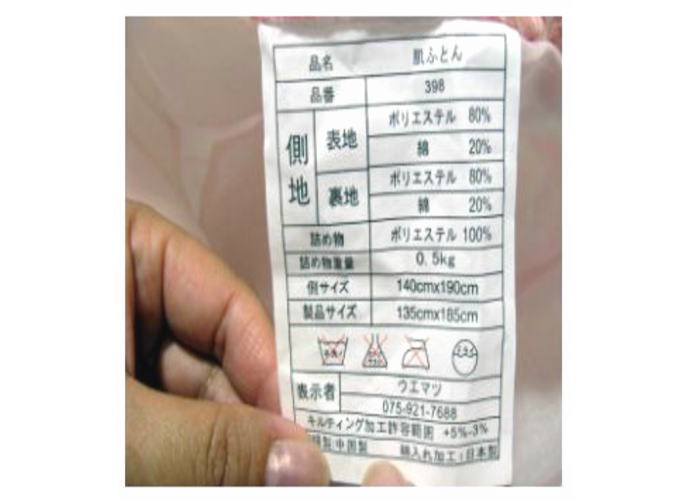 品名 肌ふとん
品番 398
側地 表地 ポリエステル 80%
綿 20%
裏地 ポリエステル 80%
綿 20%
詰め物 ポリエステル 100%
詰め物重量 0.5kg
側サイズ 140cmx190cm
製品サイズ 135cmx185cm
表示者 ウエマツ
075-921-7688
キルティング加工許容範囲 +5%-3%
製:中国製 綿入れ加工:日本製